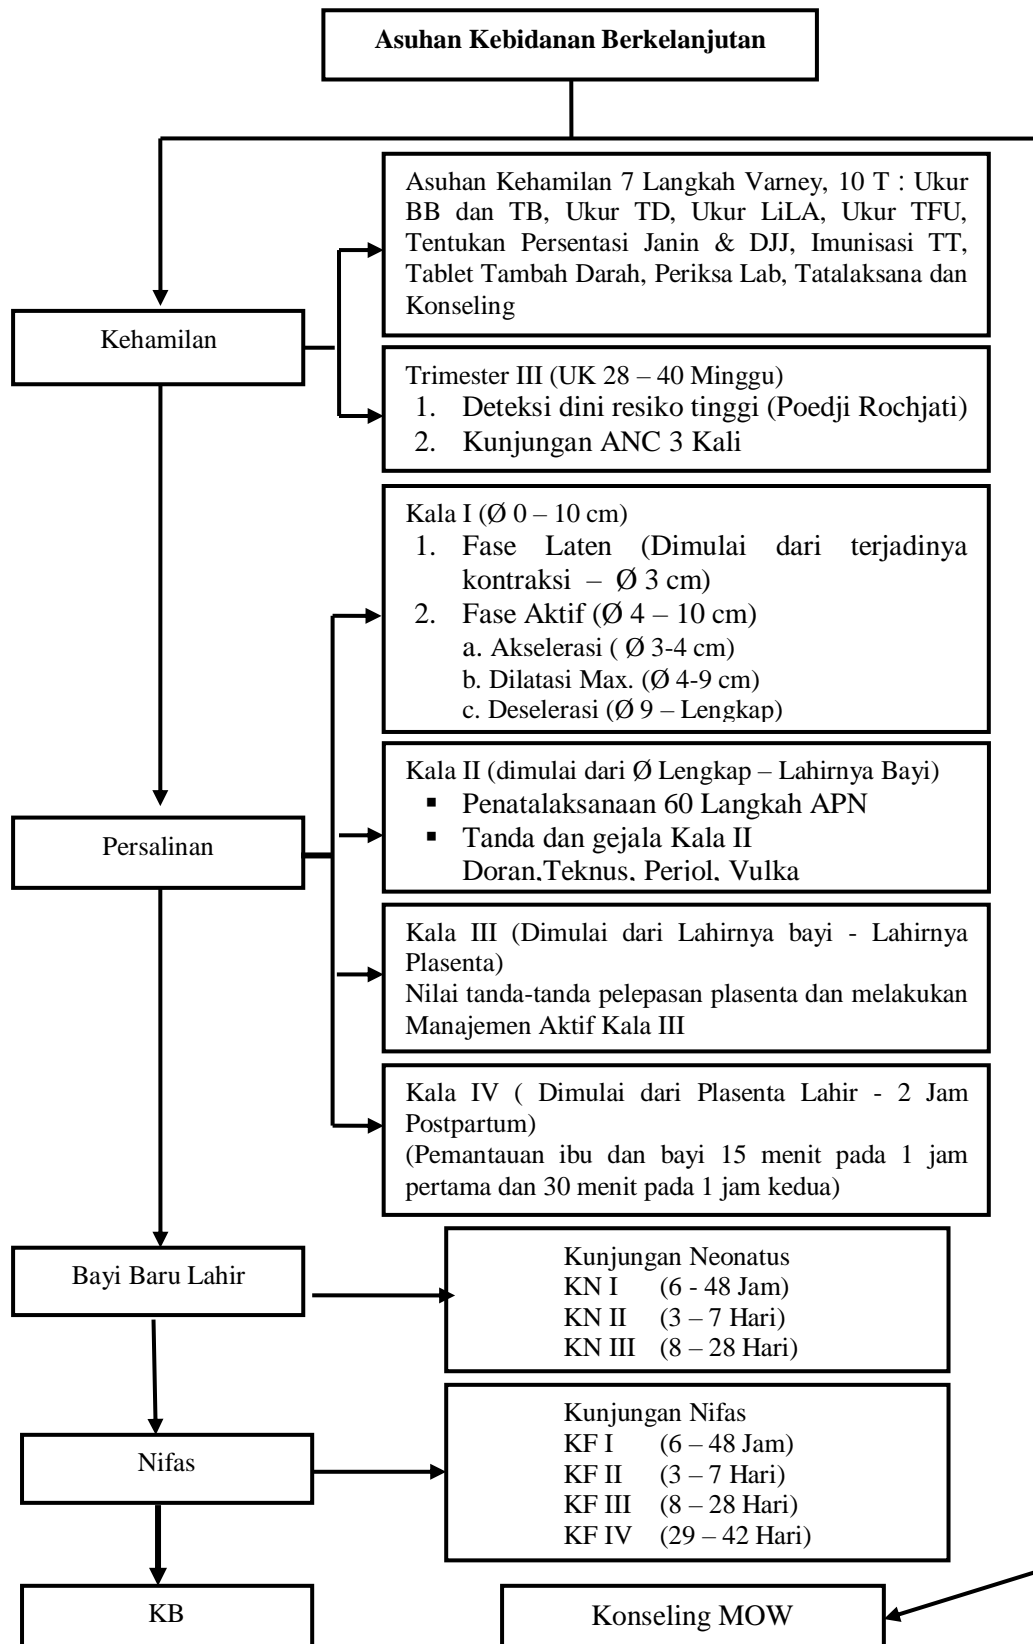 Asuhan Kebidanan Berkelanjutan
Asuhan Kehamilan 7 Langkah Varney, 10 T : Ukur
BB dan TB, Ukur TD, Ukur LiLA, Ukur TFU,
Tentukan Persentasi Janin & DJJ, Imunisasi TT,
Tablet Tambah Darah, Periksa Lab, Tatalaksana dan
Konseling
Kehamilan
Trimester III (UK 28 – 40 Minggu)
1. Deteksi dini resiko tinggi (Poedji Rochjati)
2. Kunjungan ANC 3 Kali
Kala I (Ø 0 – 10 cm)
1. Fase Laten (Dimulai dari terjadinya
kontraksi – Ø 3 cm)
2. Fase Aktif (Ø 4 – 10 cm)
a. Akselerasi ( Ø 3-4 cm)
b. Dilatasi Max. (Ø 4-9 cm)
c. Deselerasi (Ø 9 – Lengkap)
Persalinan
Kala II (dimulai dari Ø Lengkap – Lahirnya Bayi)
▪ Penatalaksanaan 60 Langkah APN
▪ Tanda dan gejala Kala II
Doran,Teknus, Perjol, Vulka
Kala III (Dimulai dari Lahirnya bayi - Lahirnya
Plasenta)
Nilai tanda-tanda pelepasan plasenta dan melakukan
Manajemen Aktif Kala III
Kala IV ( Dimulai dari Plasenta Lahir - 2 Jam
Postpartum)
(Pemantauan ibu dan bayi 15 menit pada 1 jam
pertama dan 30 menit pada 1 jam kedua)
Bayi Baru Lahir
Kunjungan Neonatus
KN I (6 - 48 Jam)
KN II (3 – 7 Hari)
KN III (8 – 28 Hari)
Nifas
Kunjungan Nifas
KF I (6 – 48 Jam)
KF II (3 – 7 Hari)
KF III (8 – 28 Hari)
KF IV (29 – 42 Hari)
KB
Konseling MOW